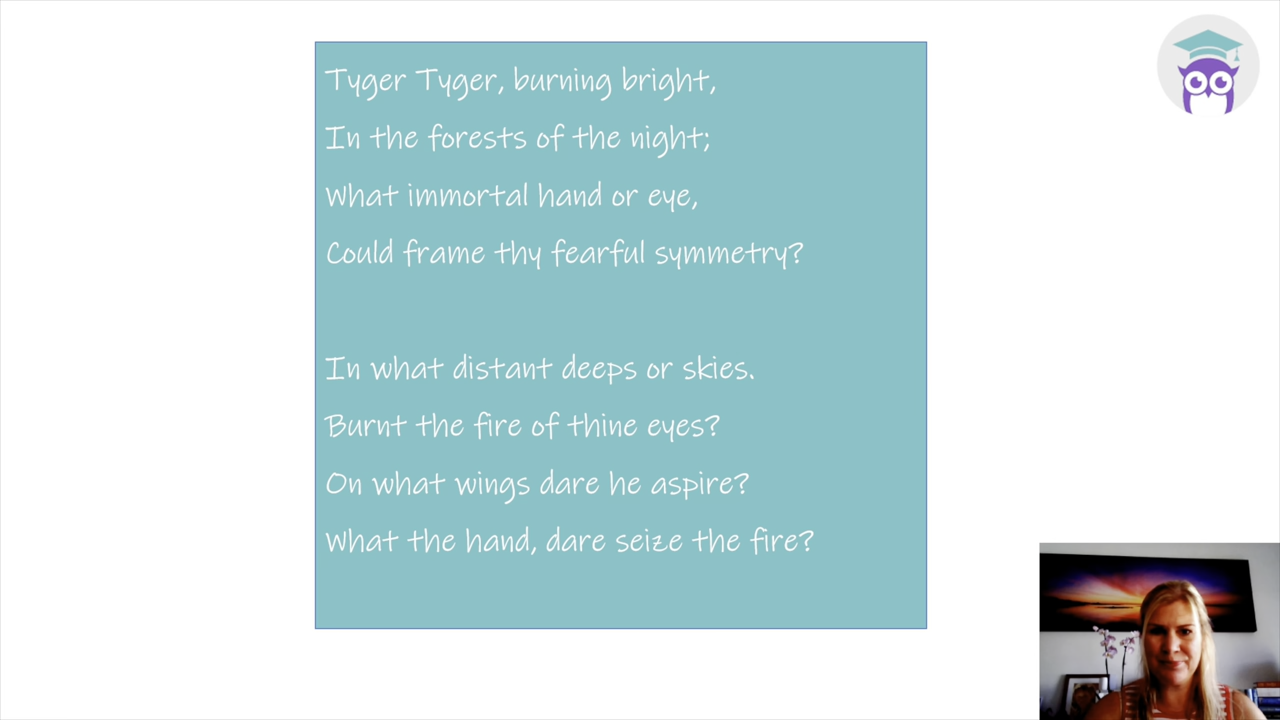 Tyger Tyger, burning bright,
In the forests of the night;
What immortal hand or eye,
Could frame thy fearful symmetry?
In what distant deeps or skies.
Burnt the fire of thine eyes?
On what wings dare he aspire?
What the hand, dare seize the fire?